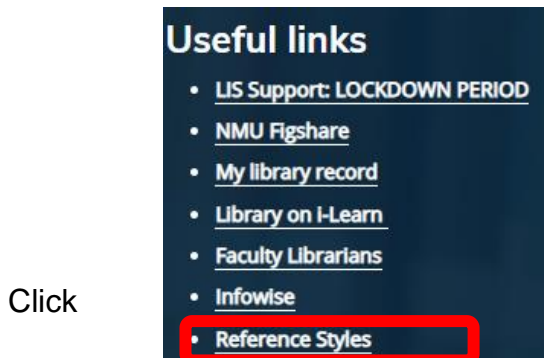 Useful links
• LIS Support: LOCKDOWN PERIOD
• NMU Figshare
• My library record
• Library on i-Learn
• Faculty Librarians
Click
• Infowise
• Reference Styles